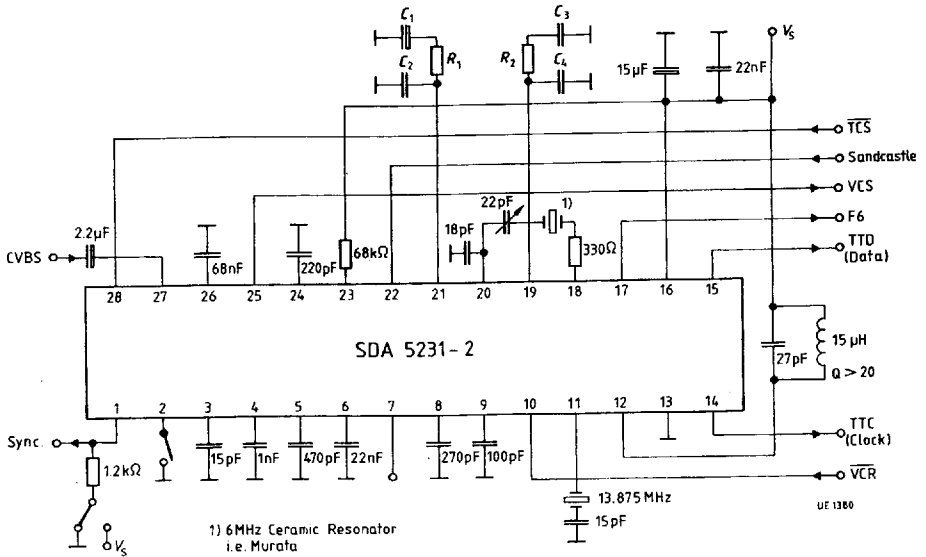 C1
C3
C2
R1
R2
C4
VS
15µF
22nF
TCS
Sandcastle
VCS
22pF
1)
F6
18pF
2.2µF
CVBS
68nF
220pF
68kΩ
330Ω
TTD
(Data)
28 27 26 25 24 23 22 21 20 19 18 17 16 15
SDA 5231-2
27pF
15µH
Q > 20
1 2 3 4 5 6 7 8 9 10 11 12 13 14
Sync.
TTC
(Clock)
15pF 1nF 470pF 22nF 270pF 100pF
1.2kΩ
VCR
13.875 MHz
15pF
UE 1380
VS
1) 6MHz Ceramic Resonator
i.e. Murata